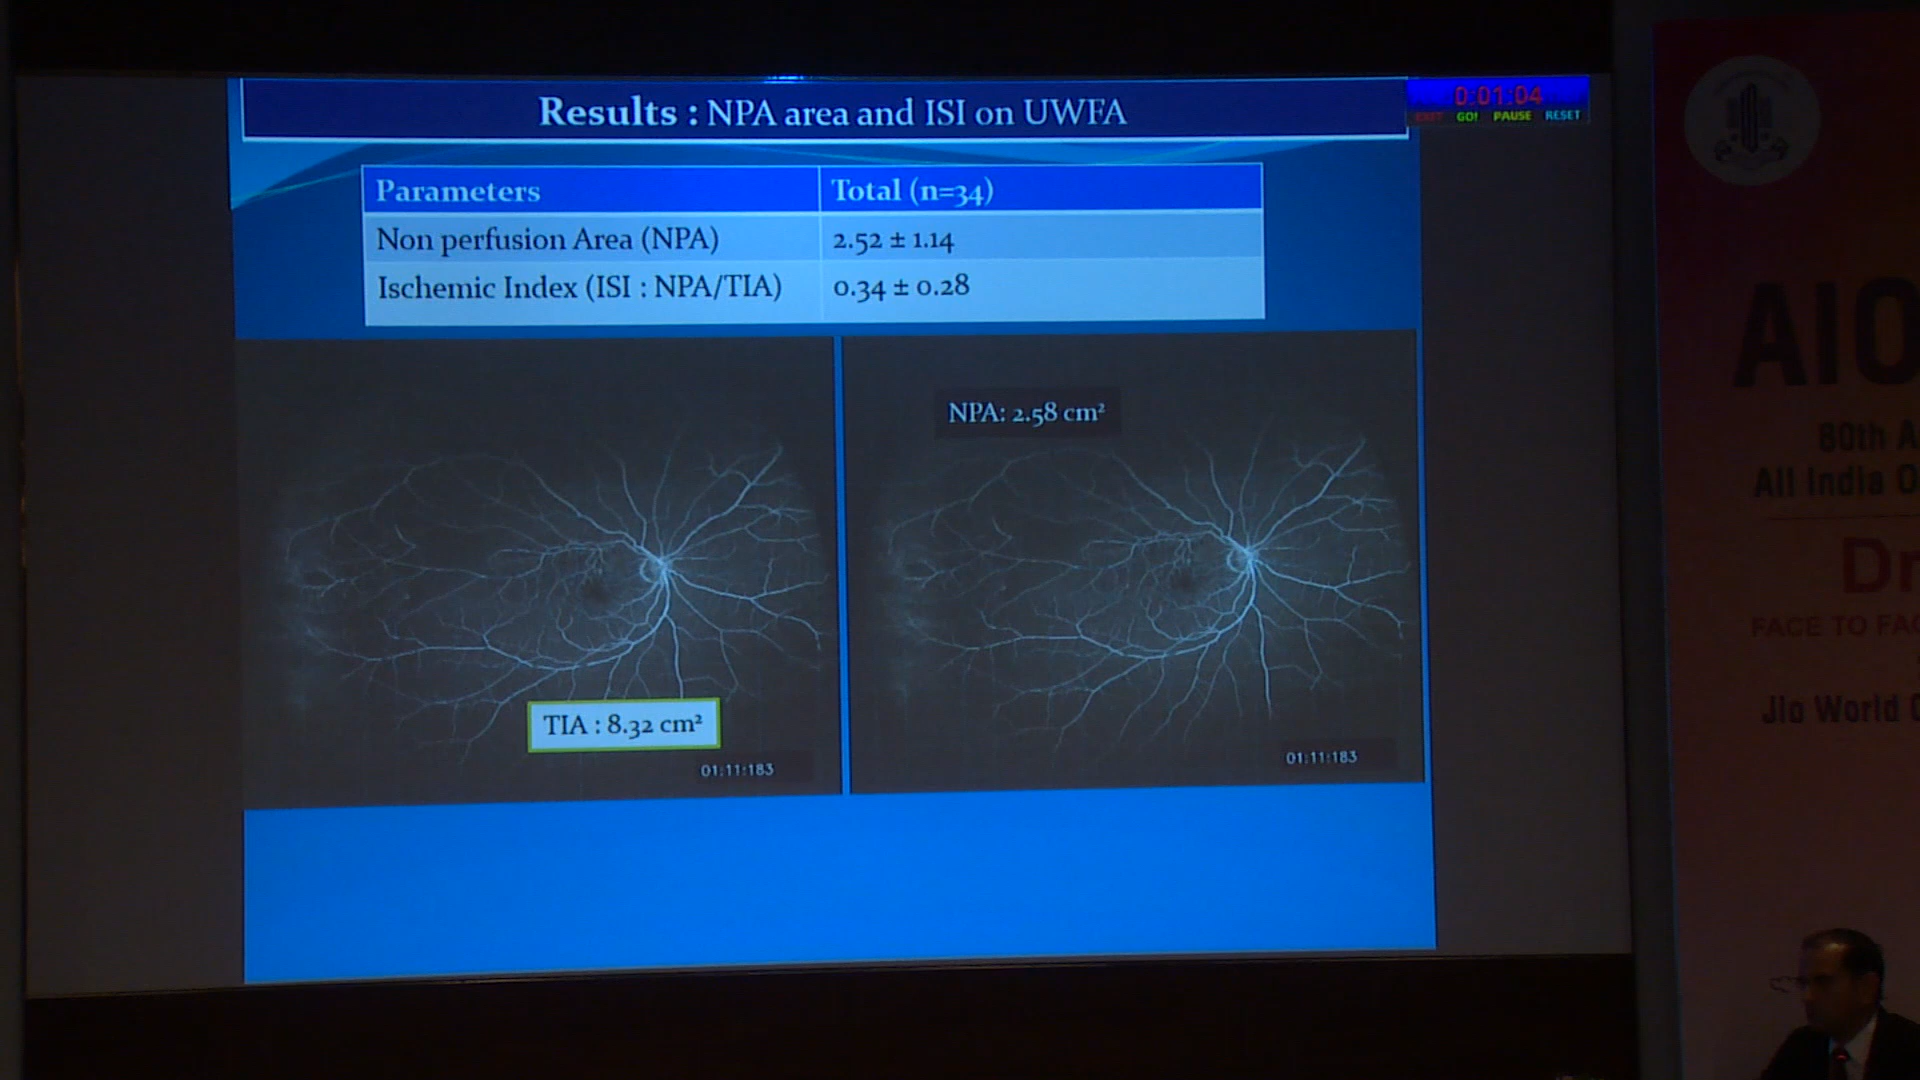 Results : NPA area and ISI on UWFA
0:01:04
EXIT GO! PAUSE RESET
Parameters Total (n=34)
Non perfusion Area (NPA) 2.52 ± 1.14
Ischemic Index (ISI : NPA/TIA) 0.34 ± 0.28
NPA: 2.58 cm²
TIA : 8.32 cm²
01:11:183
01:11:183
AIO
80th A
All India O
Dr
FACE TO FAC
Jio World C